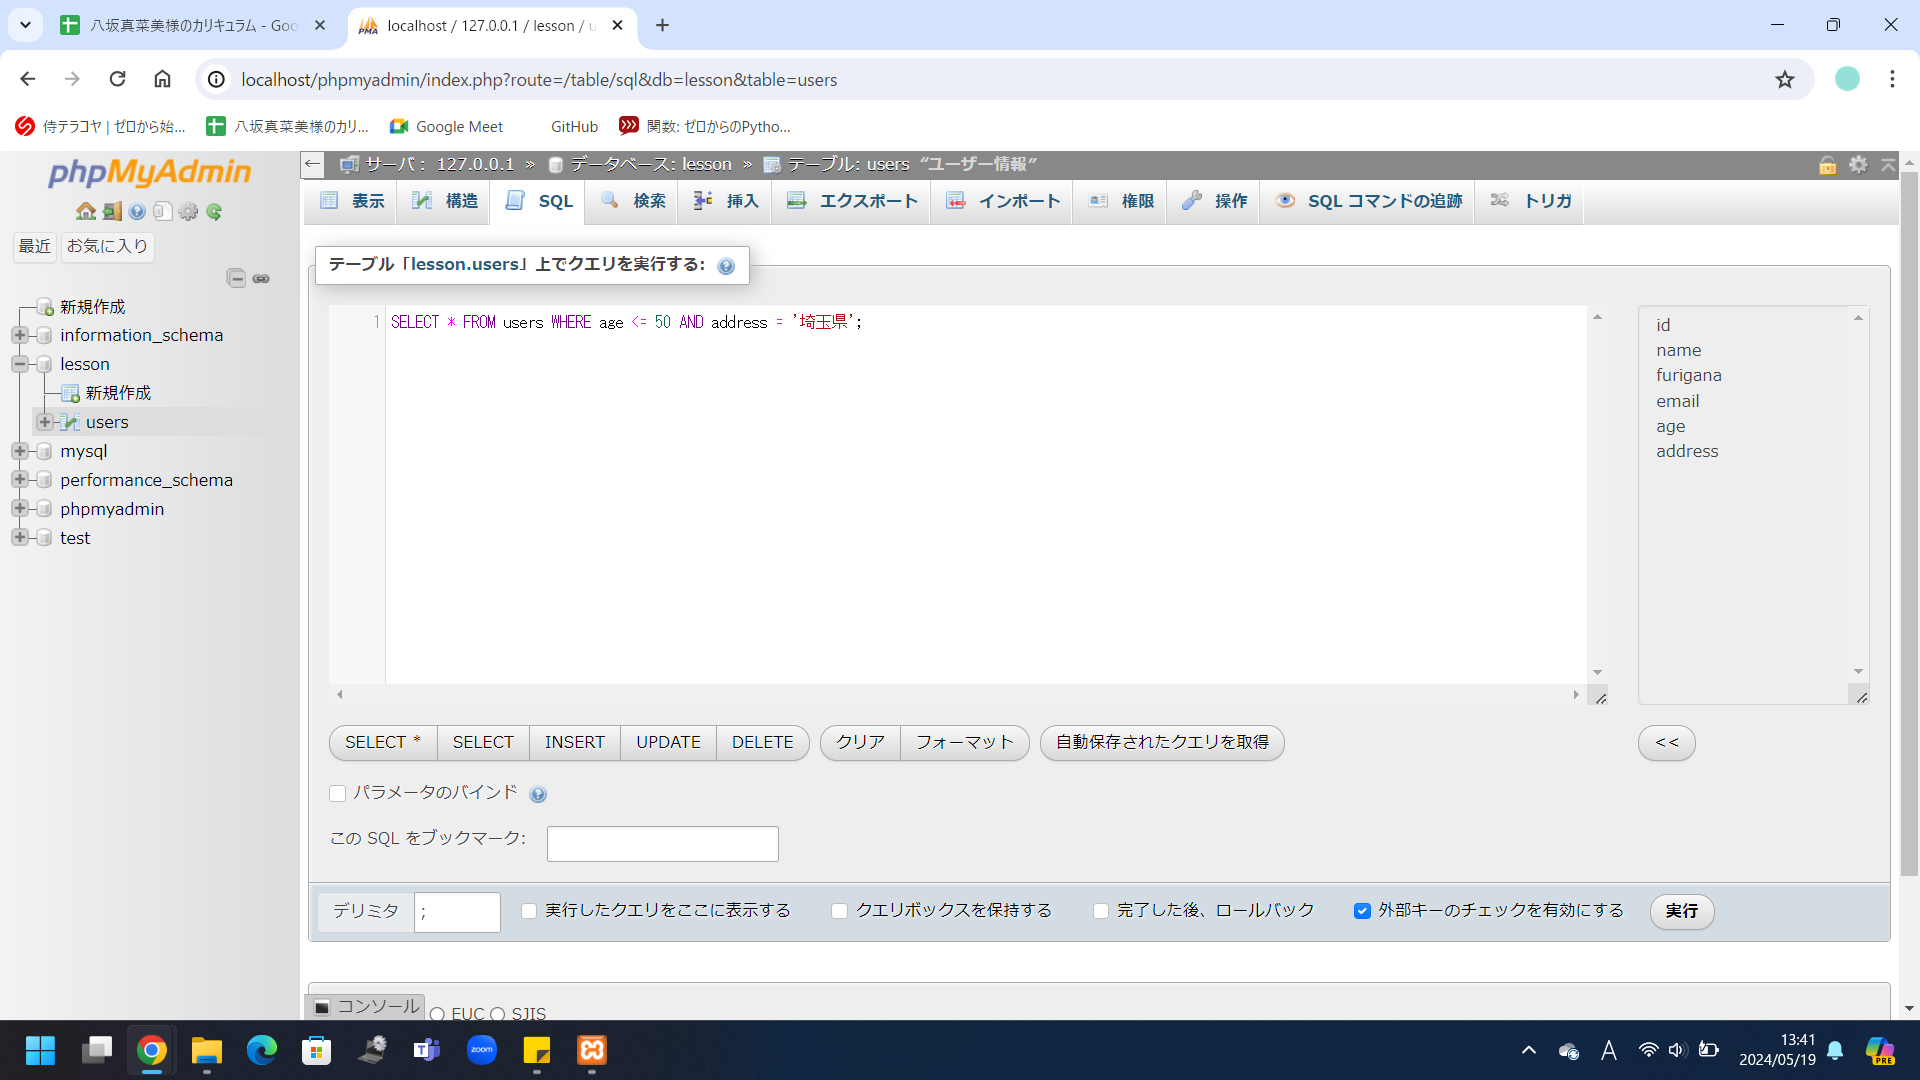 八坂真菜美様のカリキュラム - Goo
localhost / 127.0.0.1 / lesson / u
localhost/phpmyadmin/index.php?route=/table/sql&db=lesson&table=users
侍テラコヤ | ゼロから始...
八坂真菜美様のカリ...
Google Meet
GitHub
関数: ゼロからのPytho...
phpMyAdmin
最近
お気に入り
新規作成
information_schema
lesson
新規作成
users
mysql
performance_schema
phpmyadmin
test
サーバ: 127.0.0.1 » データベース: lesson » テーブル: users “ユーザー情報”
表示
構造
SQL
検索
挿入
エクスポート
インポート
権限
操作
SQL コマンドの追跡
トリガ
テーブル「lesson.users」上でクエリを実行する:
1 SELECT * FROM users WHERE age <= 50 AND address = '埼玉県';
id
name
furigana
email
age
address
SELECT *
SELECT
INSERT
UPDATE
DELETE
クリア
フォーマット
自動保存されたクエリを取得
<<
パラメータのバインド
この SQL をブックマーク:
デリミタ ;
実行したクエリをここに表示する
クエリボックスを保持する
完了した後、ロールバック
外部キーのチェックを有効にする
実行
コンソール
EUC
SJIS
zoom
A
13:41
2024/05/19
PRE